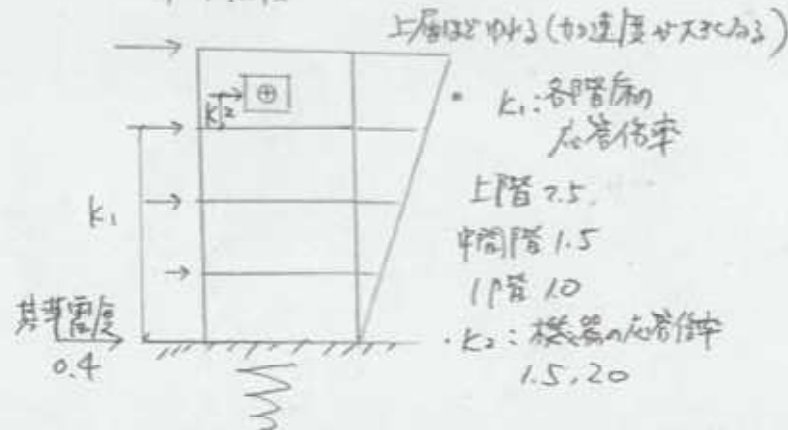 上層ほどゆれる(加速度が大きくなる)
• K₁:各階床の
応答倍率
K₂
上階 2.5.
K₁
中間階 1.5
1階 1.0
基準震度
0.4
・K₂:機器の応答倍率
1.5, 2.0